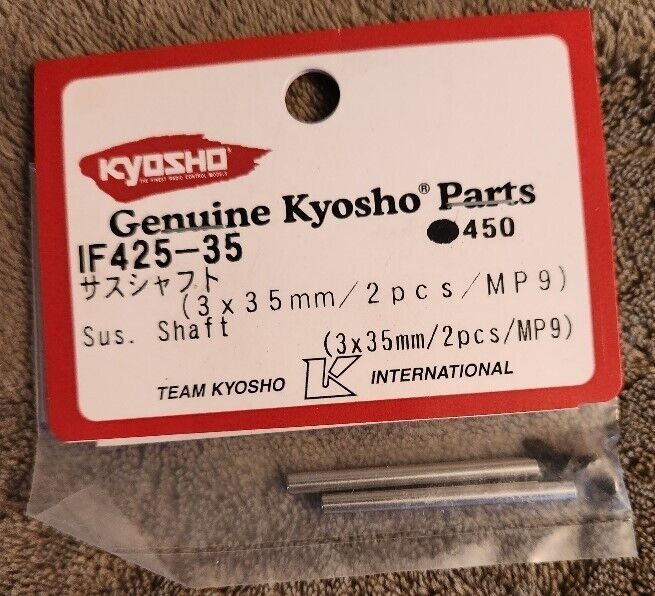 KYOSHO
THE FINEST RADIO CONTROL MODELS
Genuine Kyosho® Parts
●450
IF425-35
サスシャフト
(3x35mm/2pcs/MP9)
Sus. Shaft
(3x35mm/2pcs/MP9)
TEAM KYOSHO K INTERNATIONAL